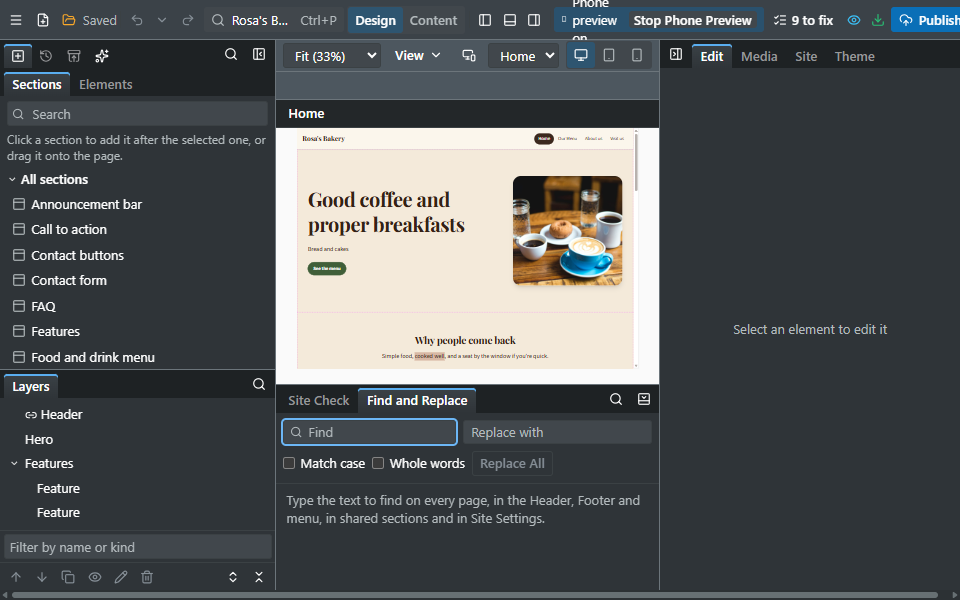 Saved
Rosa's B...
Ctrl+P
Design
Content
Phone preview on
Stop Phone Preview
9 to fix
Publish
Sections
Elements
Search
Click a section to add it after the selected one, or
drag it onto the page.
All sections
Announcement bar
Call to action
Contact buttons
Contact form
FAQ
Features
Food and drink menu
Layers
Header
Hero
Features
Feature
Feature
Filter by name or kind
Fit (33%)
View
Home
Home
Rosa's Bakery
Home
Our Menu
About us
Visit us
Good coffee and
proper breakfasts
Bread and cakes
See the menu
Why people come back
Simple food, cooked well, and a seat by the window if you're quick.
Site Check
Find and Replace
Find
Replace with
Match case
Whole words
Replace All
Type the text to find on every page, in the Header, Footer and
menu, in shared sections and in Site Settings.
Edit
Media
Site
Theme
Select an element to edit it